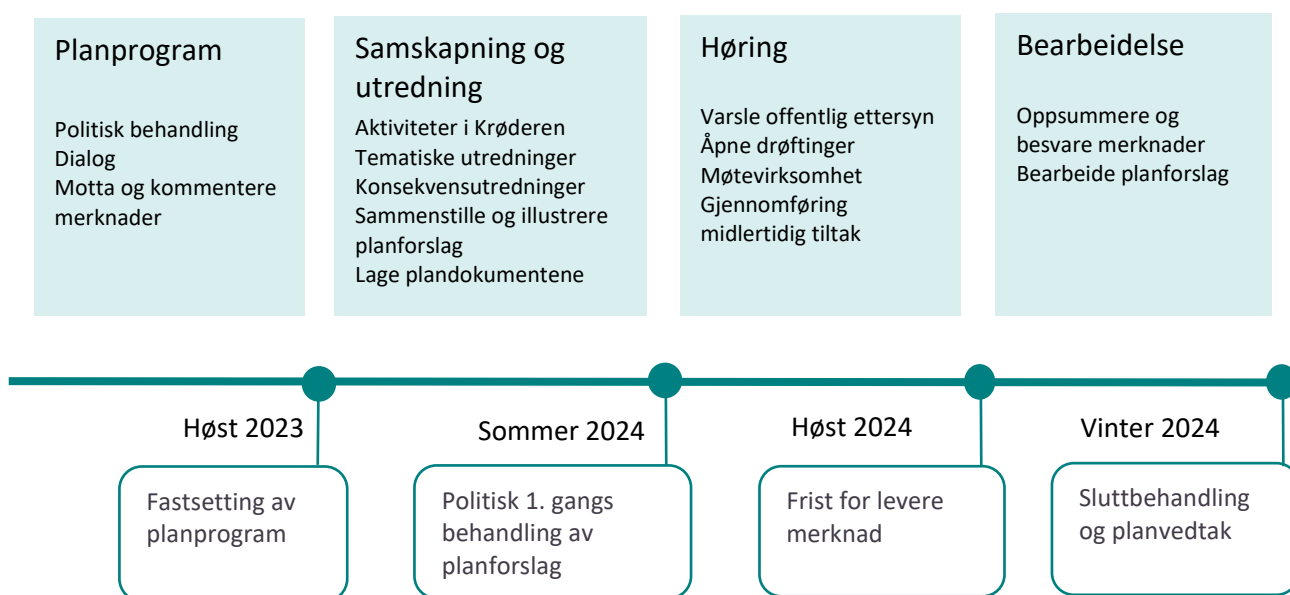 Planprogram
Politisk behandling
Dialog
Motta og kommentere
merknader
Samskapning og
utredning
Aktiviteter i Krøderen
Tematiske utredninger
Konsekvensutredninger
Sammenstille og illustrere
planforslag
Lage plandokumentene
Høring
Varsle offentlig ettersyn
Åpne drøftinger
Møtevirksomhet
Gjennomføring
midlertidig tiltak
Bearbeidelse
Oppsummere og
besvare merknader
Bearbeide planforslag
Høst 2023
Fastsetting av
planprogram
Sommer 2024
Politisk 1. gangs
behandling av
planforslag
Høst 2024
Frist for levere
merknad
Vinter 2024
Sluttbehandling
og planvedtak